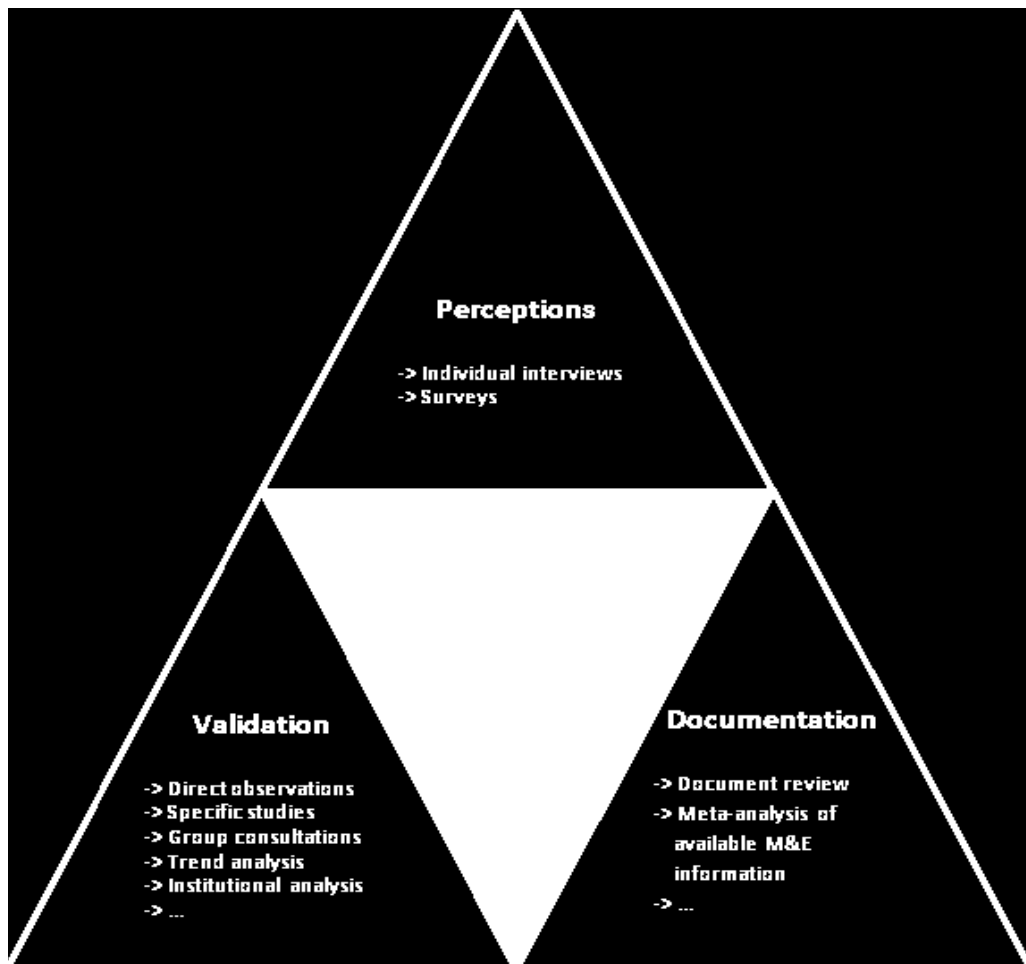 Perceptions
-> Individual interviews
-> Surveys
Validation
-> Direct observations
-> Specific studies
-> Group consultations
-> Trend analysis
-> Institutional analysis
-> ...
Documentation
-> Document review
-> Meta-analysis of
available M&E
information
-> ...